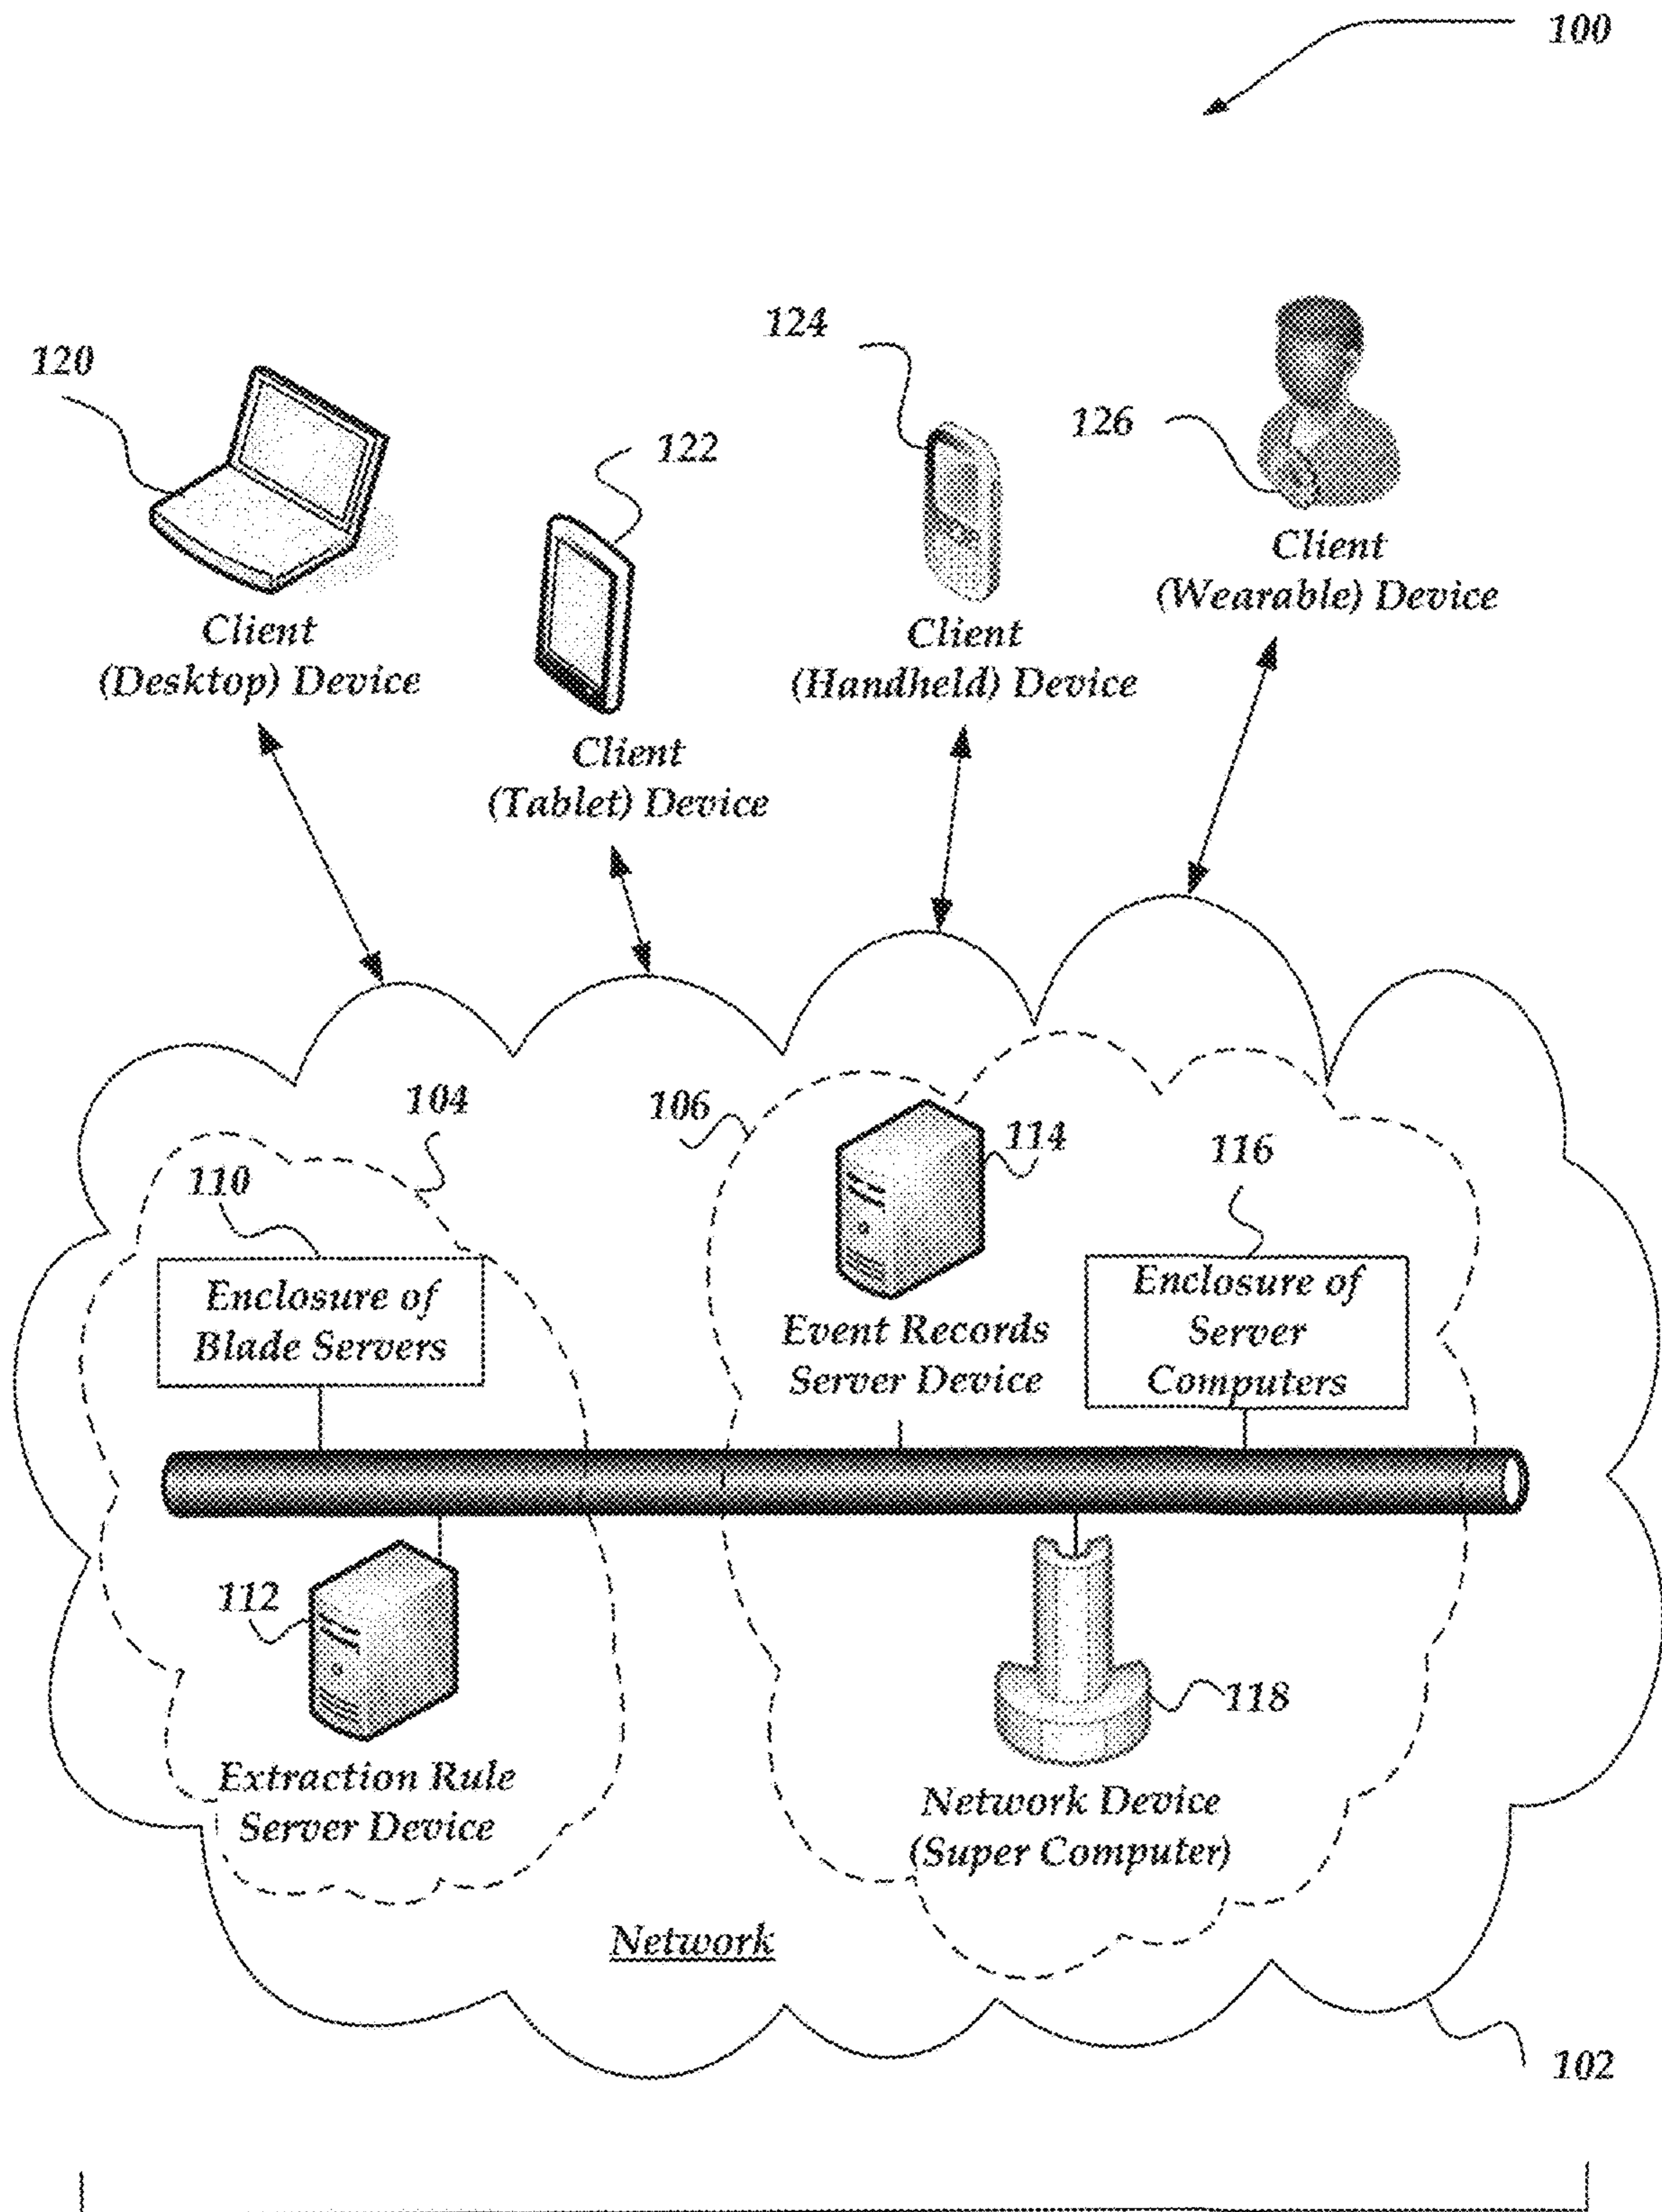 100
120
124
126
122
Client
(Desktop) Device
Client
(Tablet) Device
Client
(Handheld) Device
Client
(Wearable) Device
104
106
114
116
110
Enclosure of
Blade Servers
Event Records
Server Device
Enclosure of
Server
Computers
112
118
Extraction Rule
Server Device
Network Device
(Super Computer)
Network
102